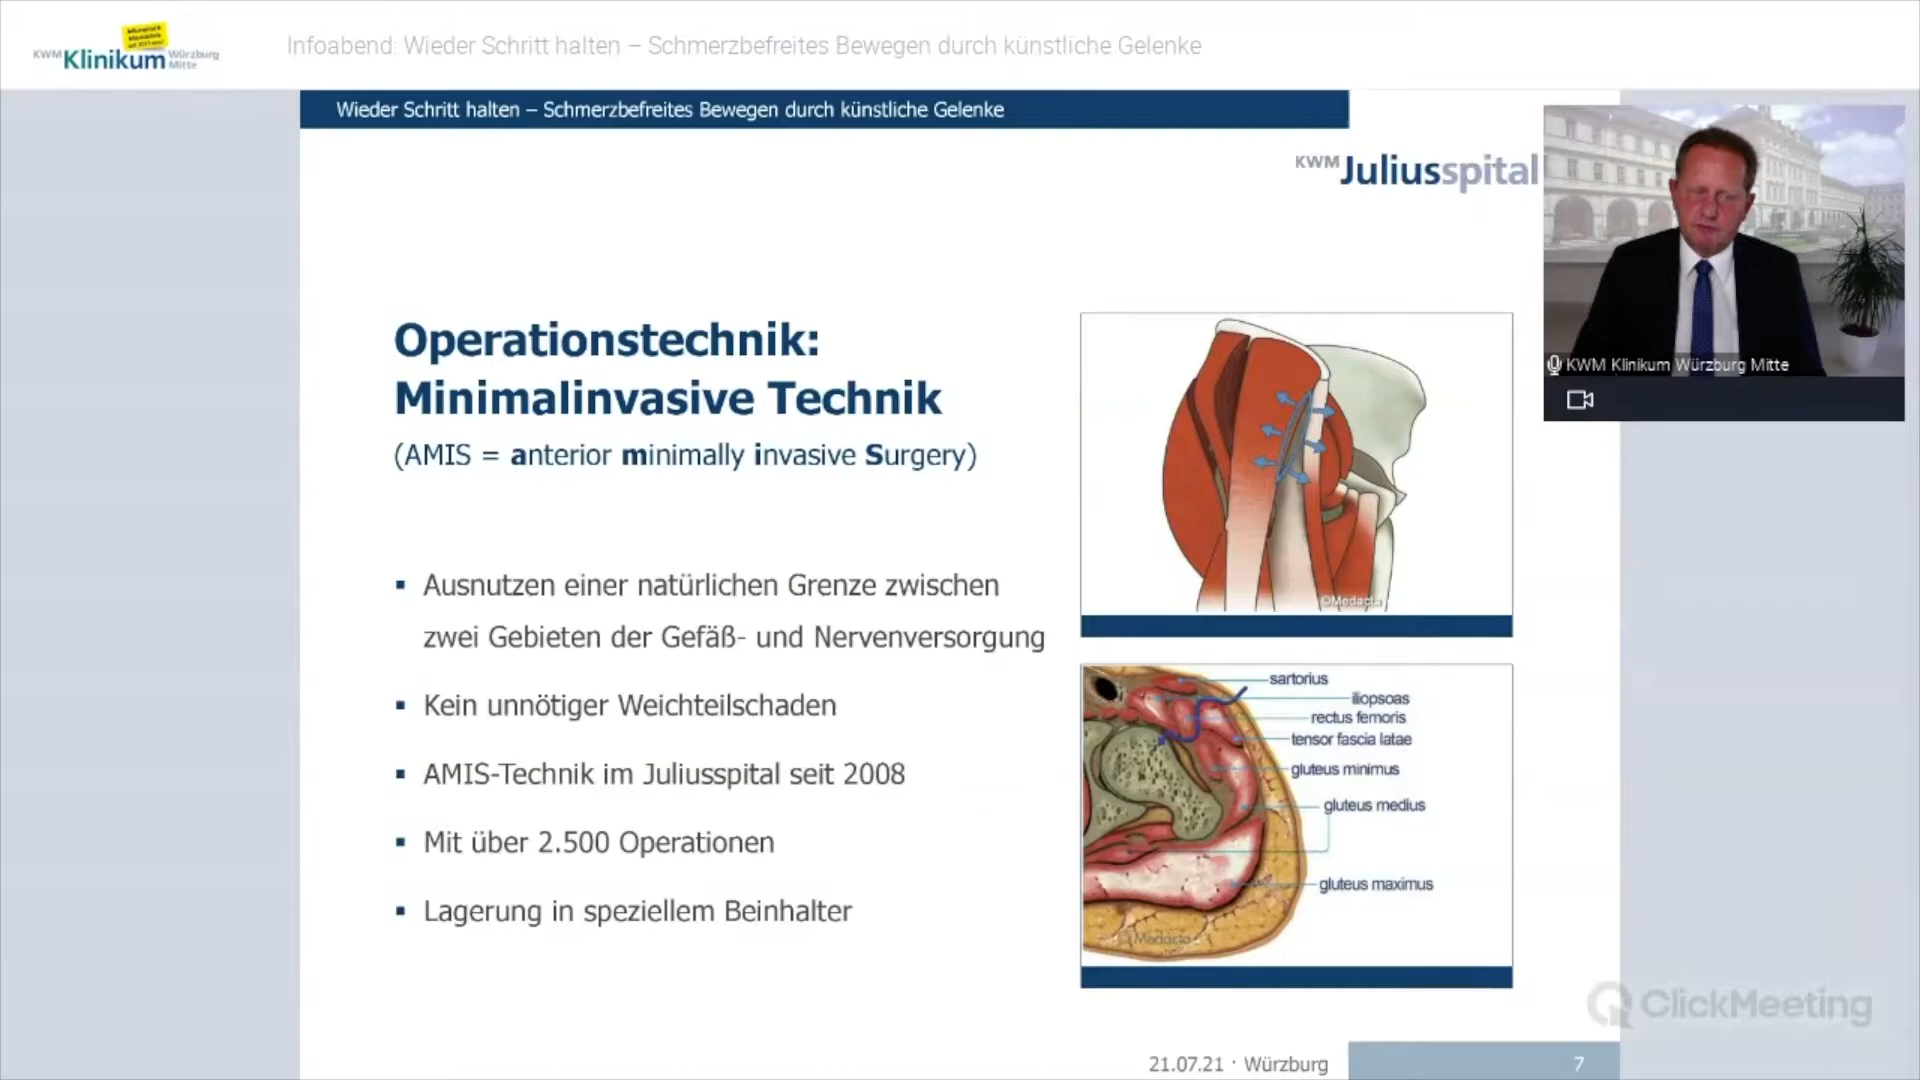 KWM Klinikum Würzburg Mitte
Infoabend: Wieder Schritt halten – Schmerzbefreites Bewegen durch künstliche Gelenke
Wieder Schritt halten – Schmerzbefreites Bewegen durch künstliche Gelenke
KWM Juliusspital
KWM Klinikum Würzburg Mitte
Operationstechnik:
Minimalinvasive Technik
(AMIS = anterior minimally invasive Surgery)
▪ Ausnutzen einer natürlichen Grenze zwischen
zwei Gebieten der Gefäß- und Nervenversorgung
▪ Kein unnötiger Weichteilschaden
▪ AMIS-Technik im Juliusspital seit 2008
▪ Mit über 2.500 Operationen
▪ Lagerung in speziellem Beinhalter
©Medacta
sartorius
iliopsoas
rectus femoris
tensor fascia latae
gluteus minimus
gluteus medius
gluteus maximus
© Medacta
ClickMeeting
21.07.21 · Würzburg
7